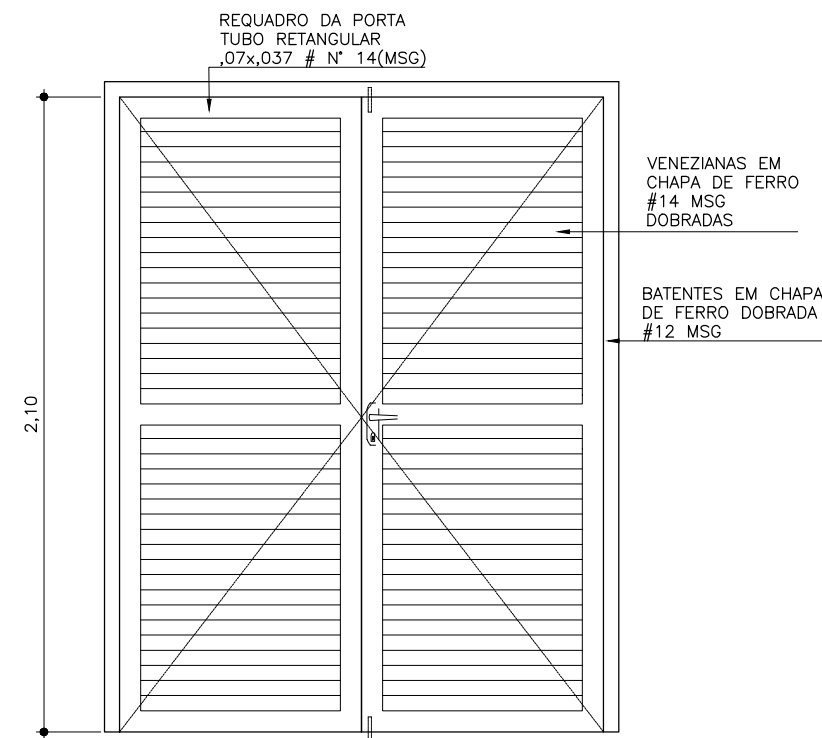 REQUADRO DA PORTA
TUBO RETANGULAR
,07x,037 # N° 14(MSG)
VENEZIANAS EM
CHAPA DE FERRO
#14 MSG
DOBRADAS
BATENTES EM CHAPA
DE FERRO DOBRADA
#12 MSG
2,10